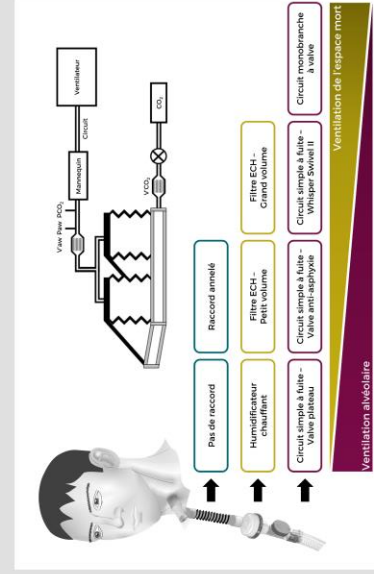 Ventilateur
Circuit
Mannequin
V'aw Paw PCO₂
CO₂
V'CO₂
Pas de raccord
Raccord annelé
Humidificateur
chauffant
Filtre ECH –
Petit volume
Filtre ECH –
Grand volume
Circuit simple à fuite –
Valve plateau
Circuit simple à fuite –
Valve anti-asphyxie
Circuit simple à fuite –
Whisper Swivel II
Circuit monobranche
à valve
Ventilation alvéolaire
Ventilation de l'espace mort